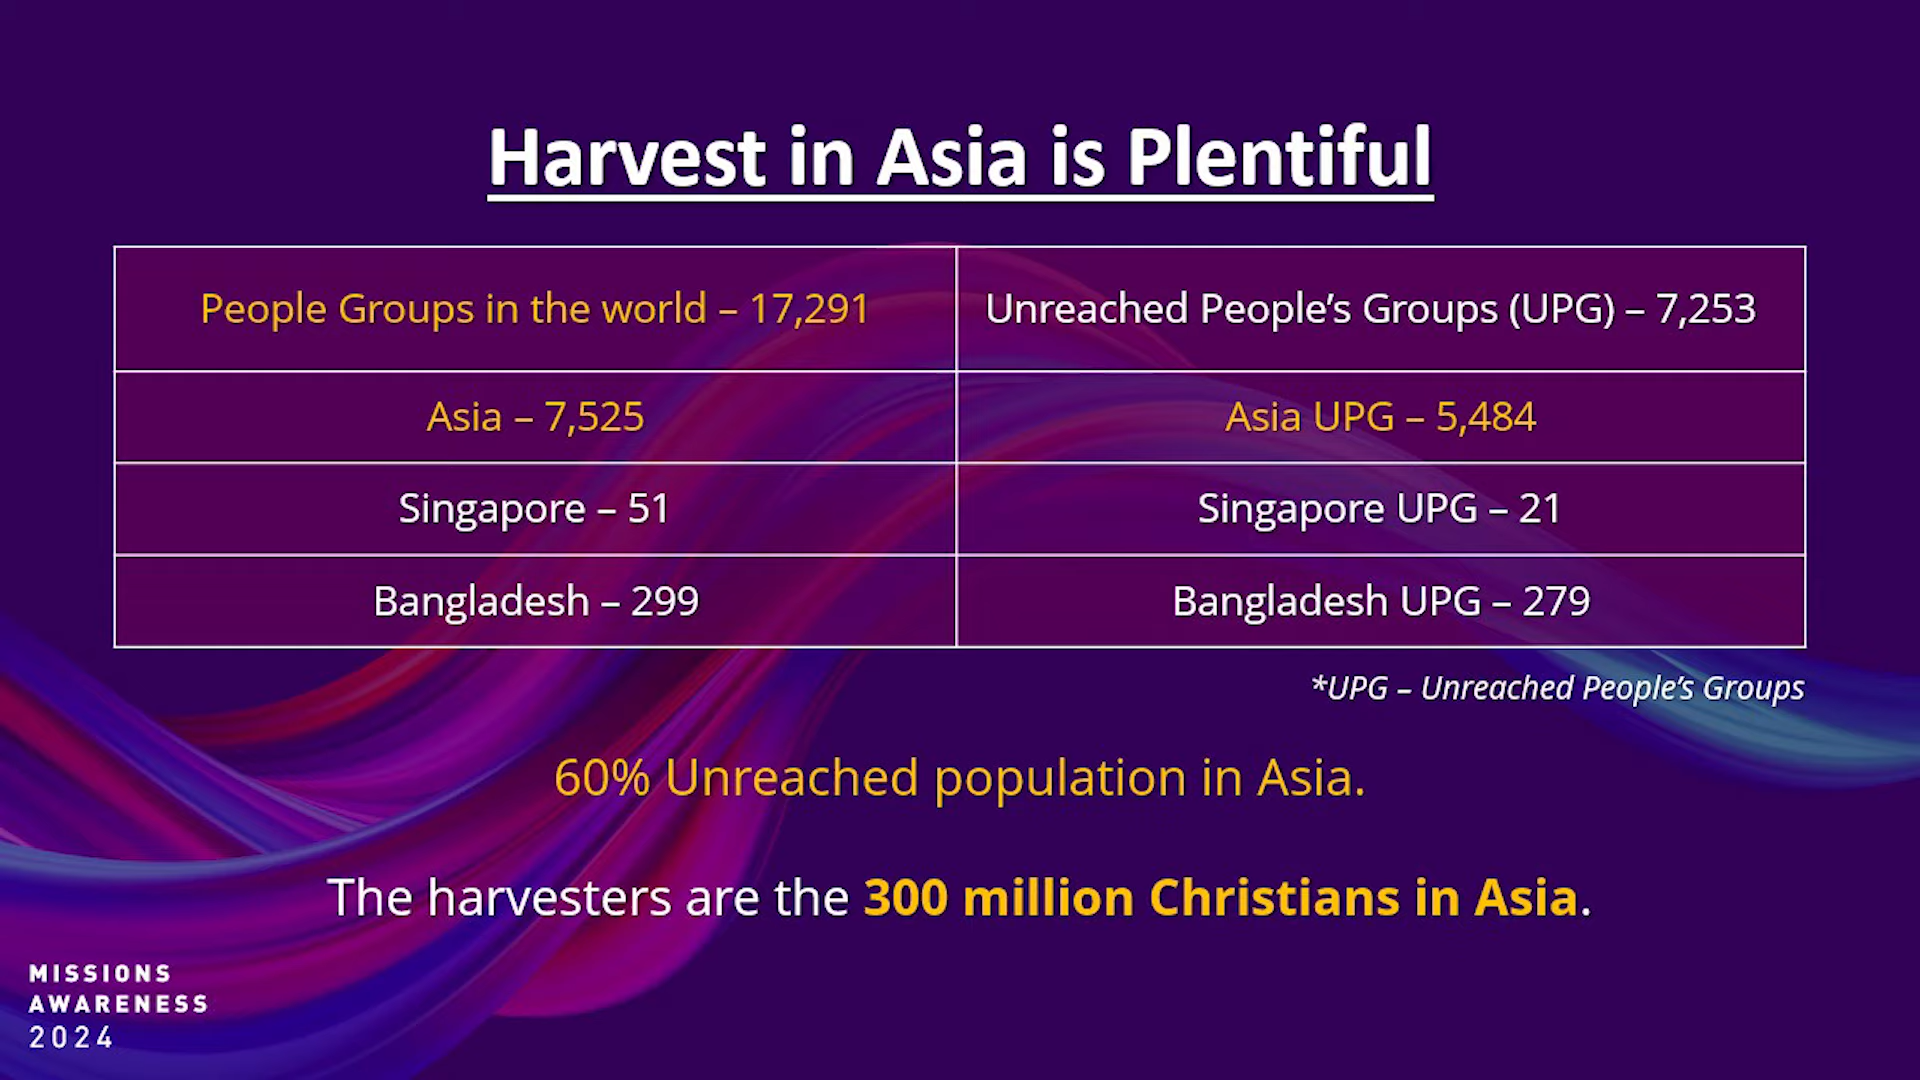 Harvest in Asia is Plentiful
People Groups in the world – 17,291
Unreached People’s Groups (UPG) – 7,253
Asia – 7,525
Asia UPG – 5,484
Singapore – 51
Singapore UPG – 21
Bangladesh – 299
Bangladesh UPG – 279
*UPG – Unreached People’s Groups
60% Unreached population in Asia.
The harvesters are the 300 million Christians in Asia.
MISSIONS
AWARENESS
2024